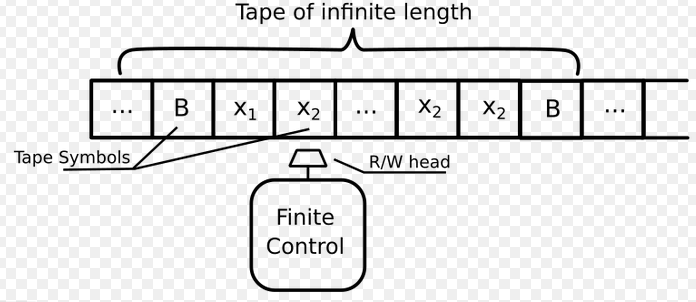 Tape of infinite length
... B x₁ x₂ ... x₂ x₂ B ...
Tape Symbols
R/W head
Finite
Control